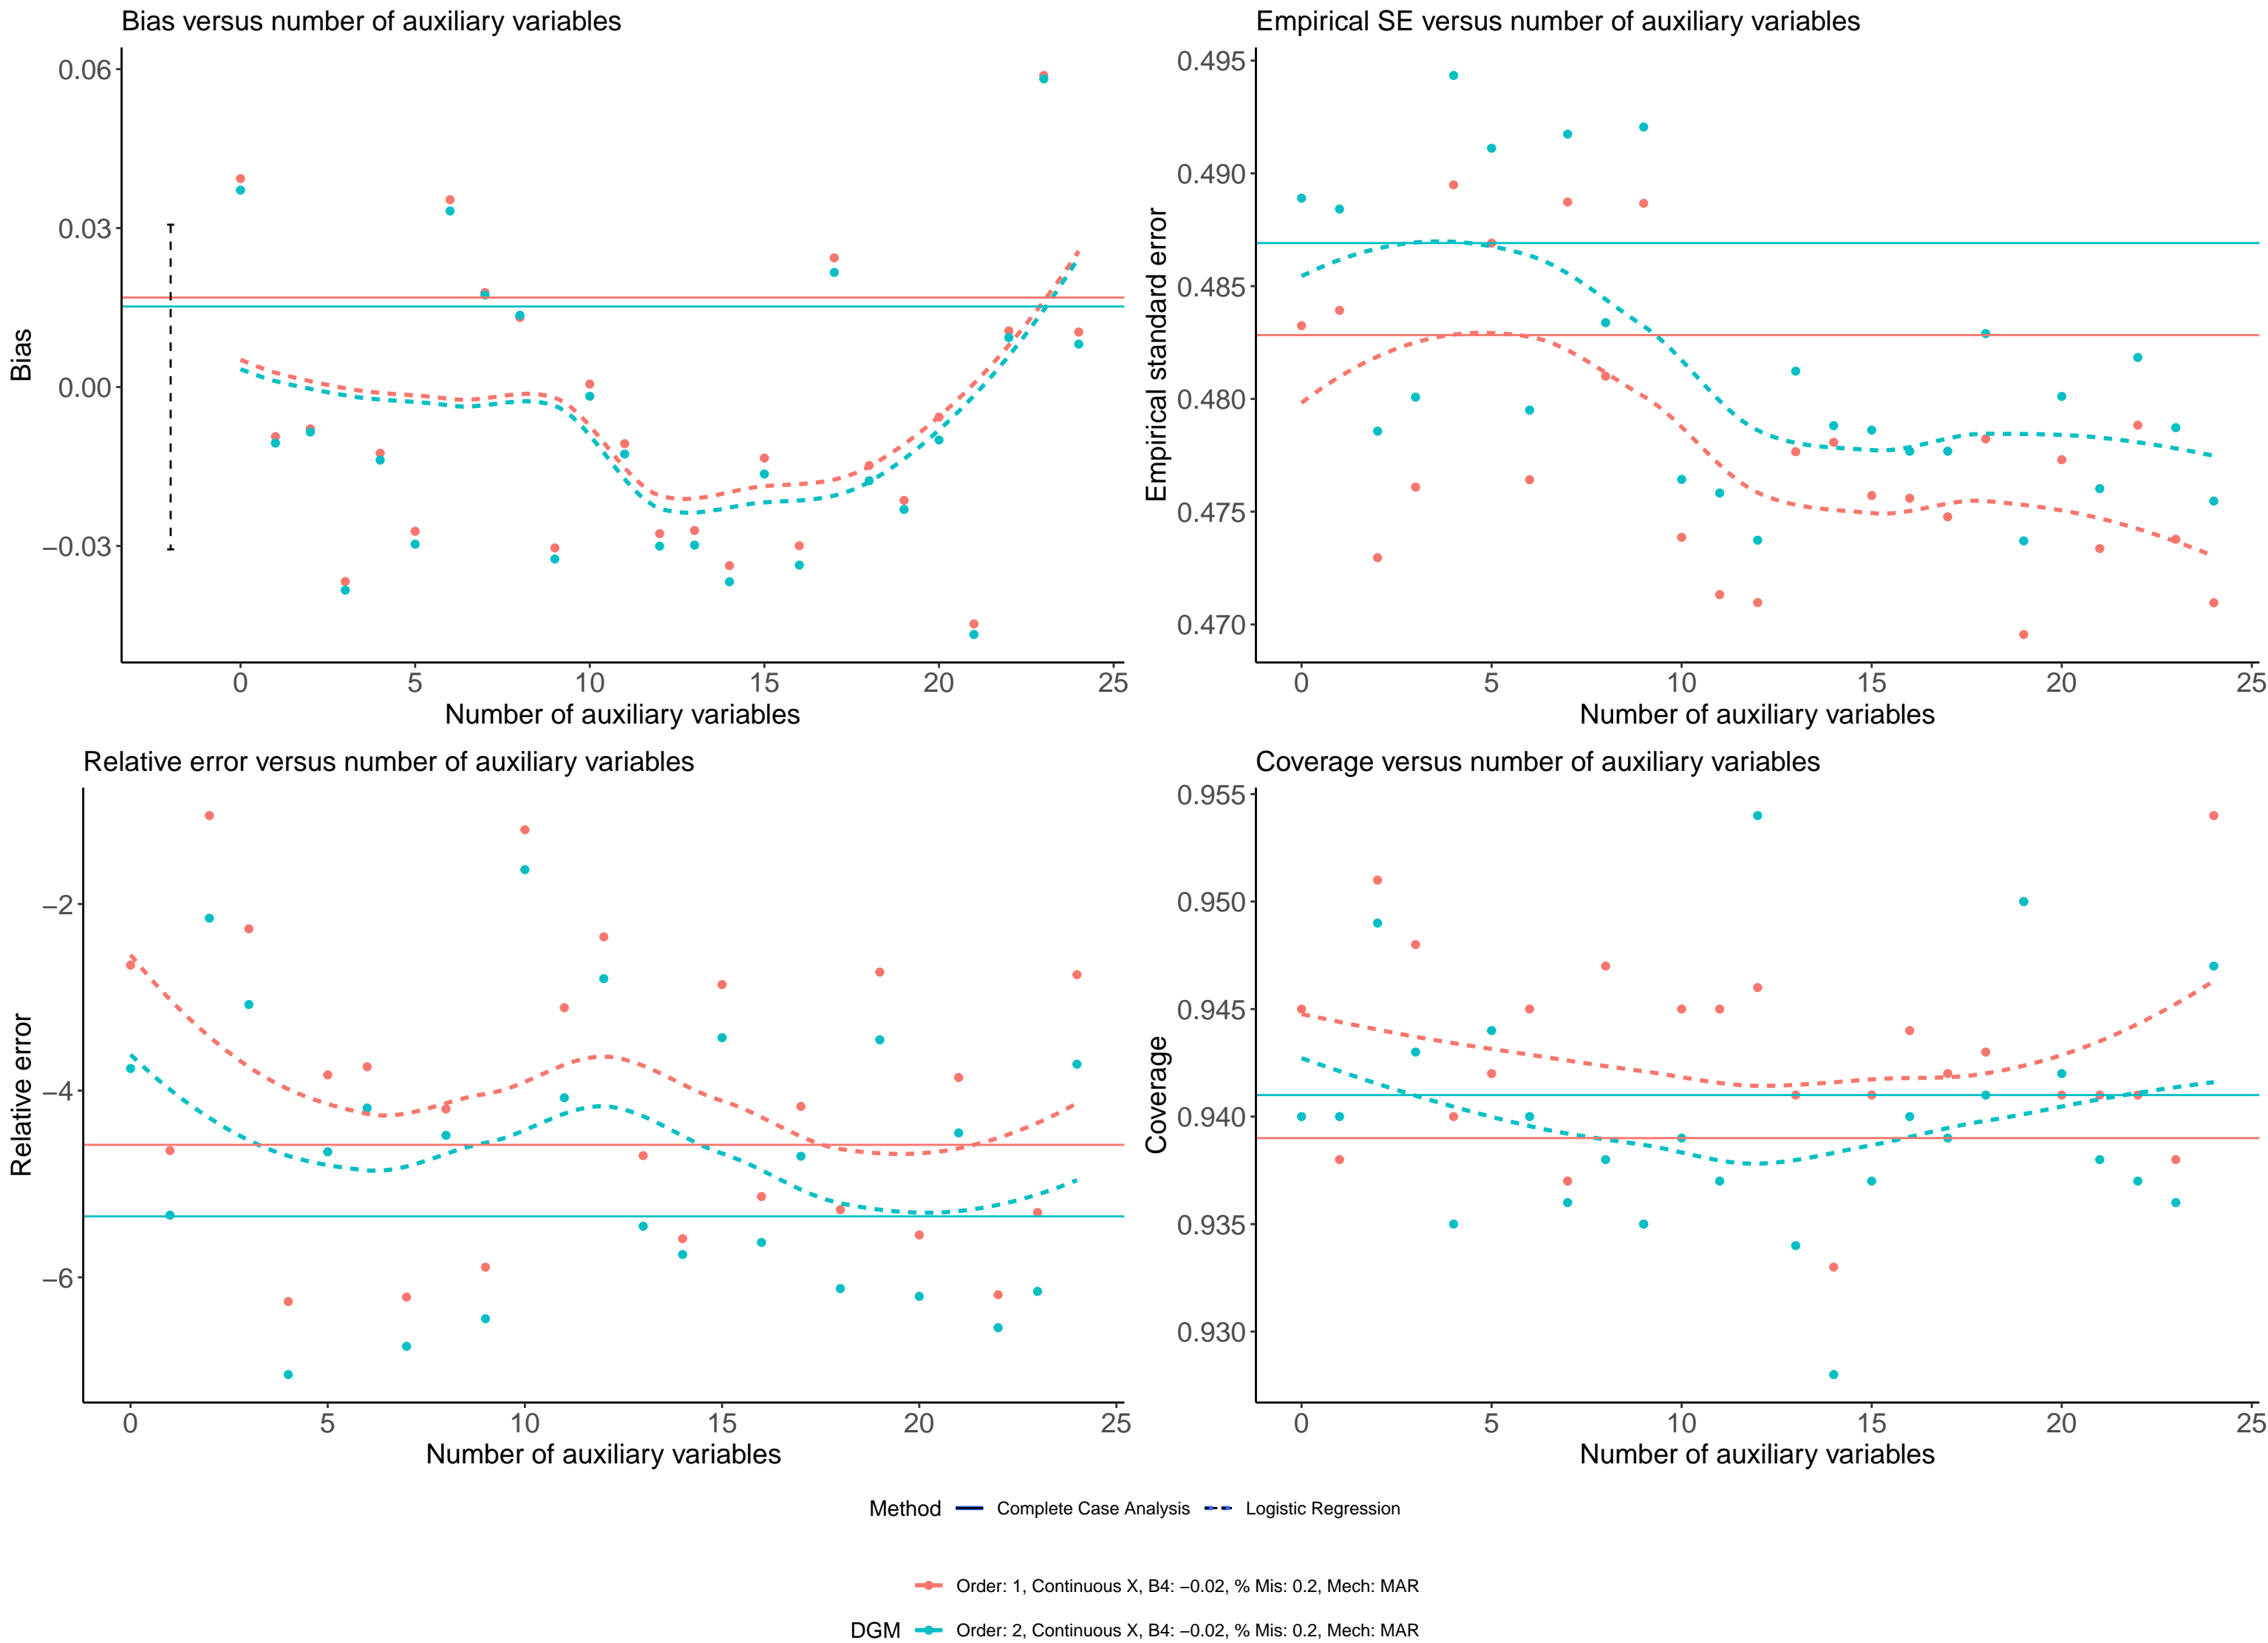 Bias versus number of auxiliary variables
0.06
0.03
0.00
−0.03
Bias
0 5 10 15 20 25
Number of auxiliary variables
Empirical SE versus number of auxiliary variables
0.495
0.490
0.485
0.480
0.475
0.470
Empirical standard error
0 5 10 15 20 25
Number of auxiliary variables
Relative error versus number of auxiliary variables
−2
−4
−6
Relative error
0 5 10 15 20 25
Number of auxiliary variables
Coverage versus number of auxiliary variables
0.955
0.950
0.945
0.940
0.935
0.930
Coverage
0 5 10 15 20 25
Number of auxiliary variables
Method Complete Case Analysis Logistic Regression
Order: 1, Continuous X, B4: −0.02, % Mis: 0.2, Mech: MAR
DGM Order: 2, Continuous X, B4: −0.02, % Mis: 0.2, Mech: MAR